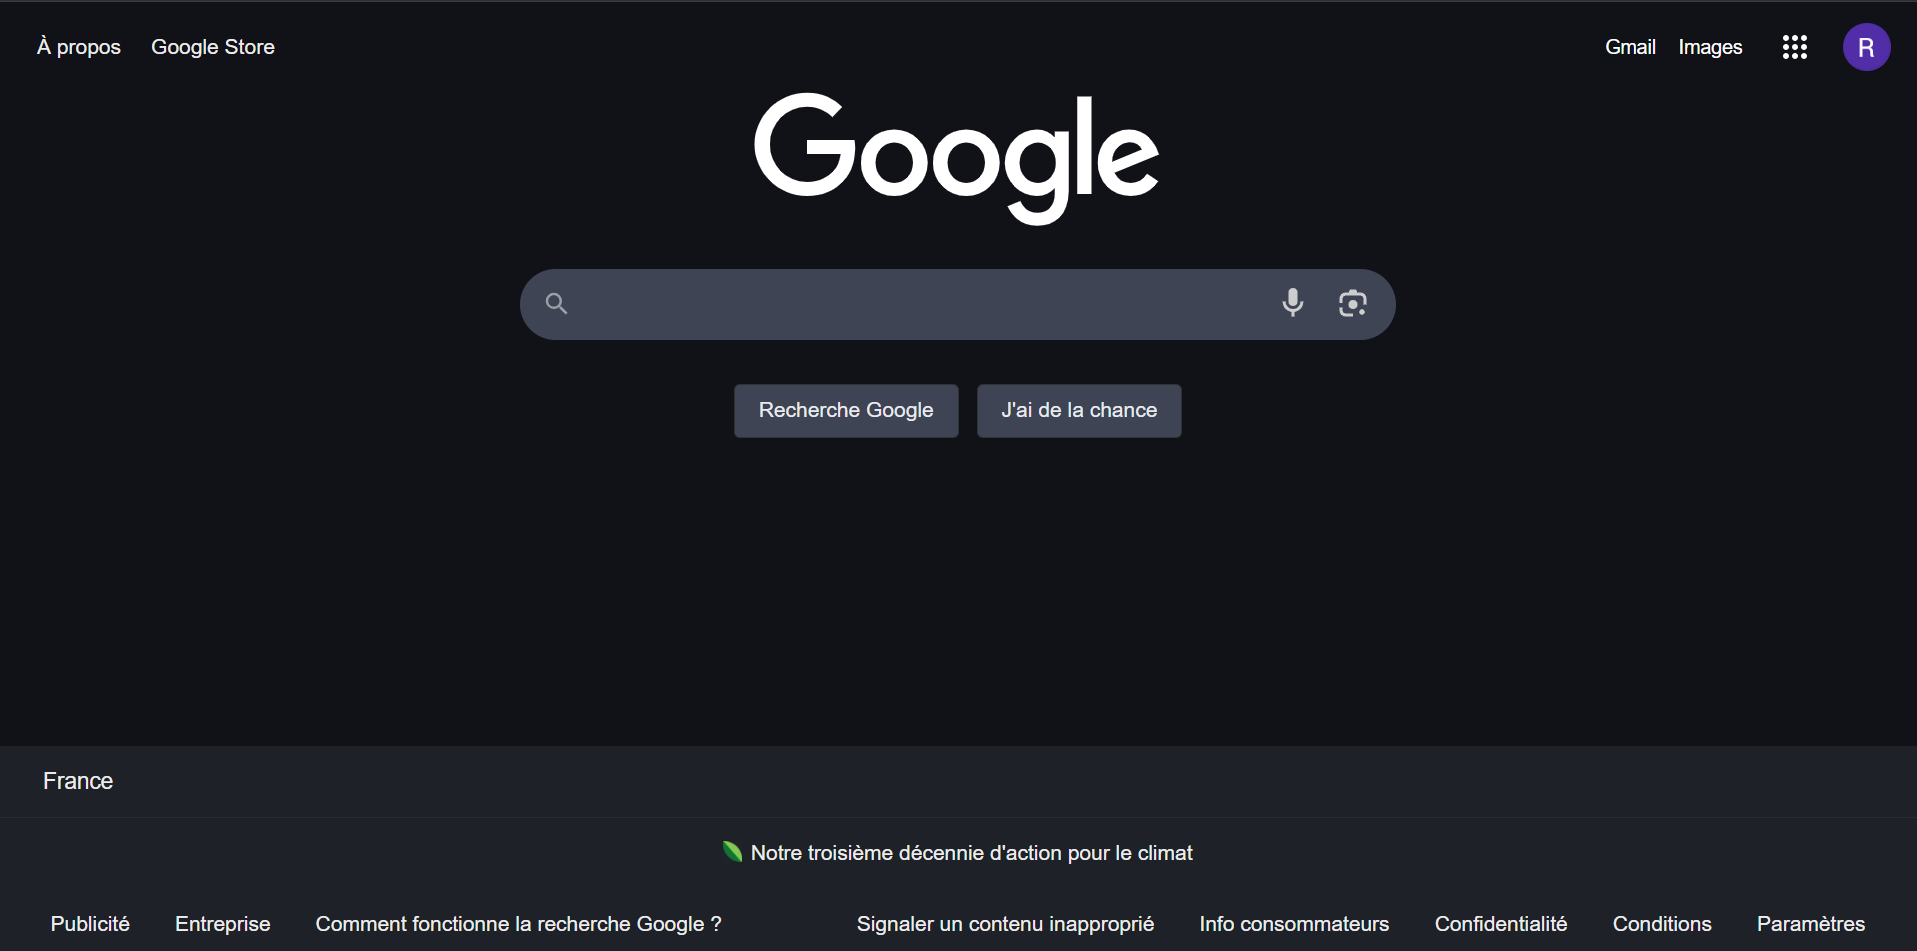 À propos Google Store Gmail Images R
Google
Recherche Google J'ai de la chance
France
Notre troisième décennie d'action pour le climat
Publicité Entreprise Comment fonctionne la recherche Google ? Signaler un contenu inapproprié Info consommateurs Confidentialité Conditions Paramètres